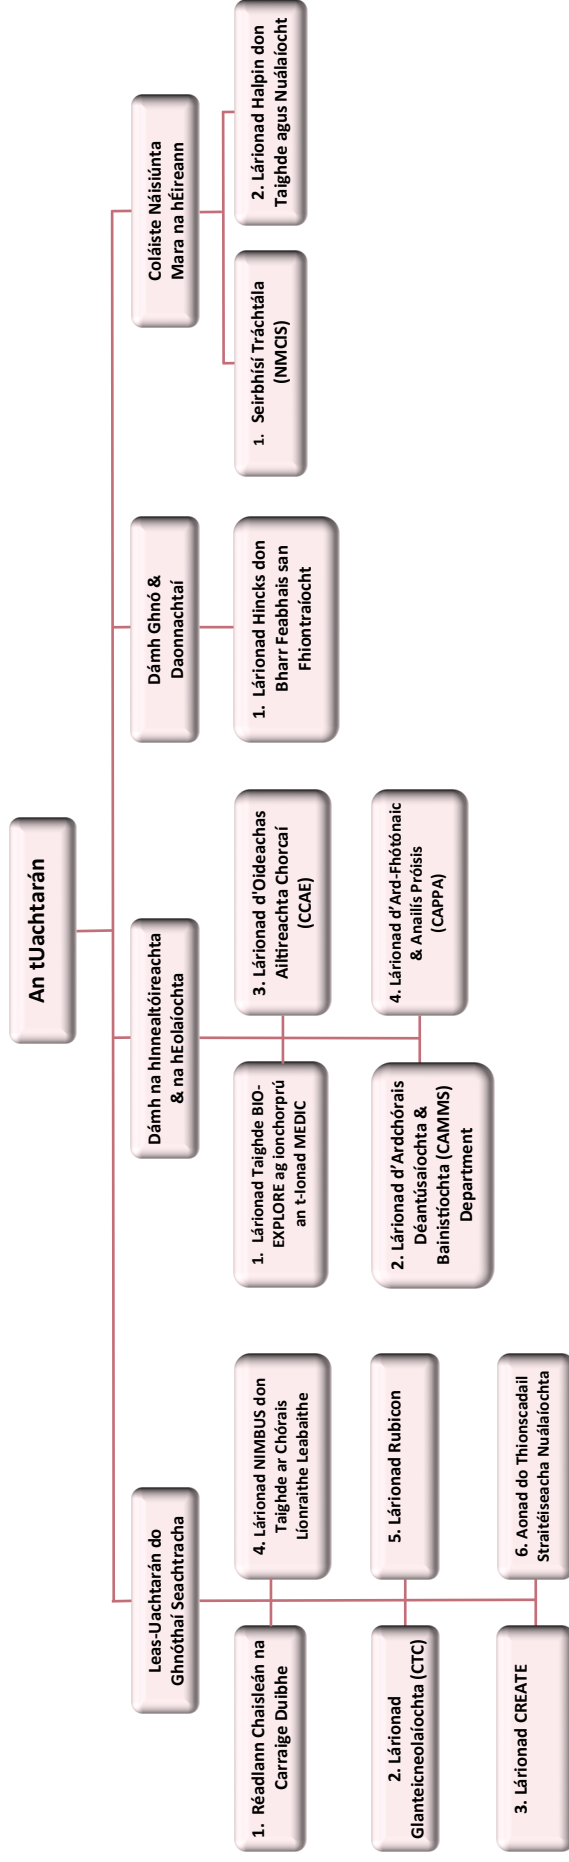 An tUachtarán
Leas-Uachtarán do
Ghnóthaí Seachtracha
1. Réadlann Chaisleán na
Carraige Duibhe
2. Lárionad
Glanteicneolaíochta (CTC)
3. Lárionad CREATE
4. Lárionad NIMBUS don
Taighde ar Chórais
Líonraithe Leabaithe
5. Lárionad Rubicon
6. Aonad do Thionscadail
Straitéiseacha Nuálaíochta
Dámh na hInnealtóireachta
& na hEolaíochta
1. Lárionad Taighde BIO-
EXPLORE ag ionchorprú
an t-Ionad MEDIC
2. Lárionad d’Ardchórais
Déantúsaíochta &
Bainistíochta (CAMMS)
Department
3. Lárionad d'Oideachas
Ailtireachta Chorcaí
(CCAE)
4. Lárionad d’Ard-Fhótónaic
& Anailís Próisis
(CAPPA)
Dámh Ghnó &
Daonnachtaí
1. Lárionad Hincks don
Bharr Feabhais san
Fhiontraíocht
Coláiste Náisiúnta
Mara na hÉireann
1. Seirbhísí Tráchtála
(NMCIS)
2. Lárionad Halpin don
Taighde agus Nuálaíocht